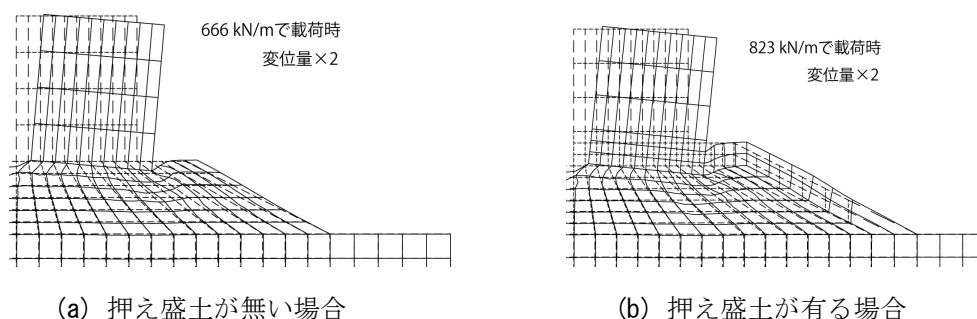 666 kN/mで載荷時
変位量×2
823 kN/mで載荷時
変位量×2
(a) 押え盛土が無い場合
(b) 押え盛土が有る場合